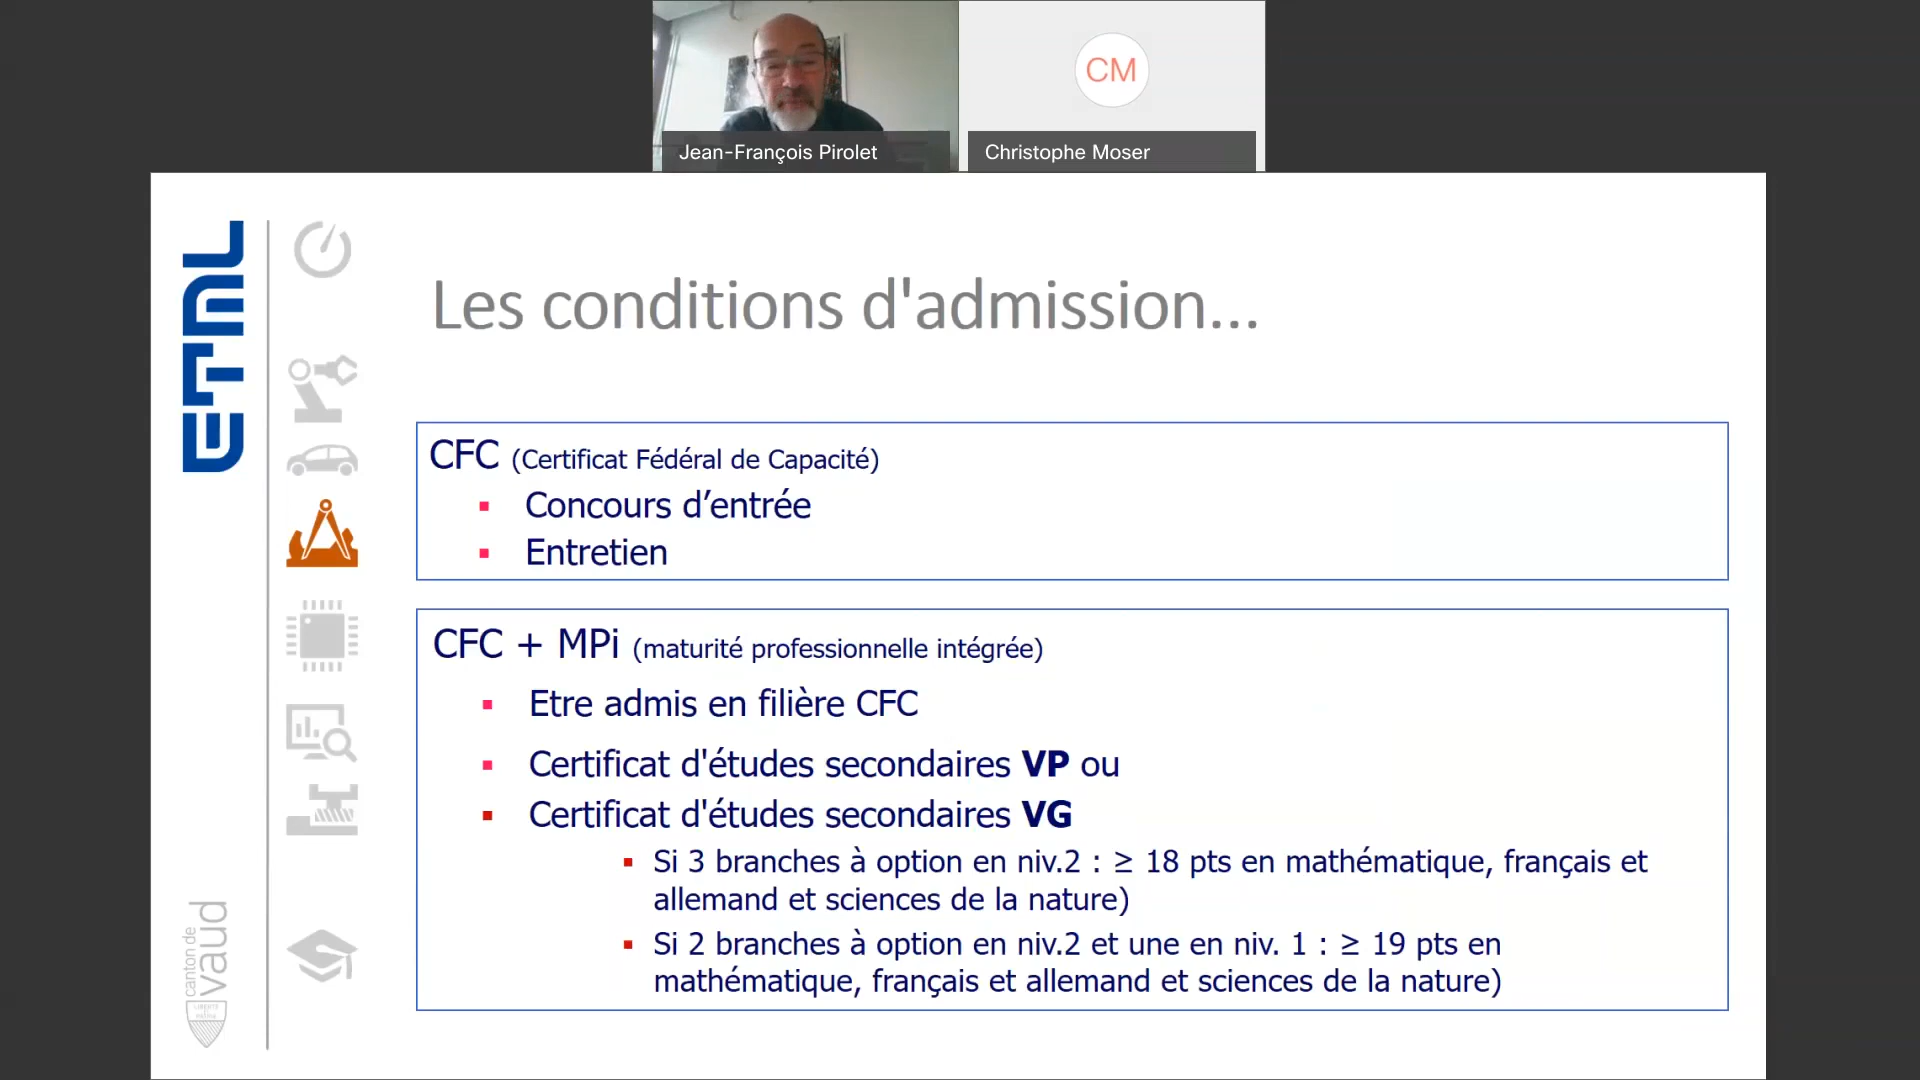 Jean-François Pirolet
CM
Christophe Moser
ETML
Les conditions d'admission...
CFC (Certificat Fédéral de Capacité)
Concours d’entrée
Entretien
CFC + MPi (maturité professionnelle intégrée)
Etre admis en filière CFC
Certificat d'études secondaires VP ou
Certificat d'études secondaires VG
Si 3 branches à option en niv.2 : ≥ 18 pts en mathématique, français et
allemand et sciences de la nature)
Si 2 branches à option en niv.2 et une en niv. 1 : ≥ 19 pts en
mathématique, français et allemand et sciences de la nature)
canton de
vaud
LIBERTÉ
ET
PATRIE